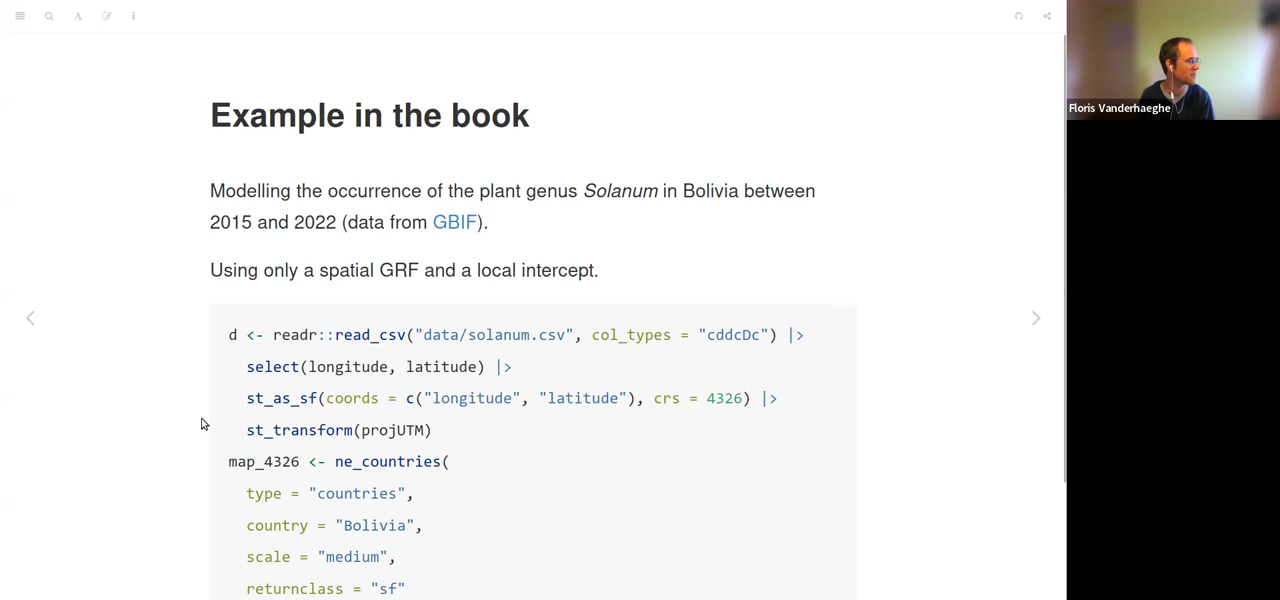 Example in the book
Modelling the occurrence of the plant genus Solanum in Bolivia between
2015 and 2022 (data from GBIF).
Using only a spatial GRF and a local intercept.
d <- readr::read_csv("data/solanum.csv", col_types = "cddcDc") |>
  select(longitude, latitude) |>
  st_as_sf(coords = c("longitude", "latitude"), crs = 4326) |>
  st_transform(projUTM)
map_4326 <- ne_countries(
  type = "countries",
  country = "Bolivia",
  scale = "medium",
  returnclass = "sf"
Floris Vanderhaeghe